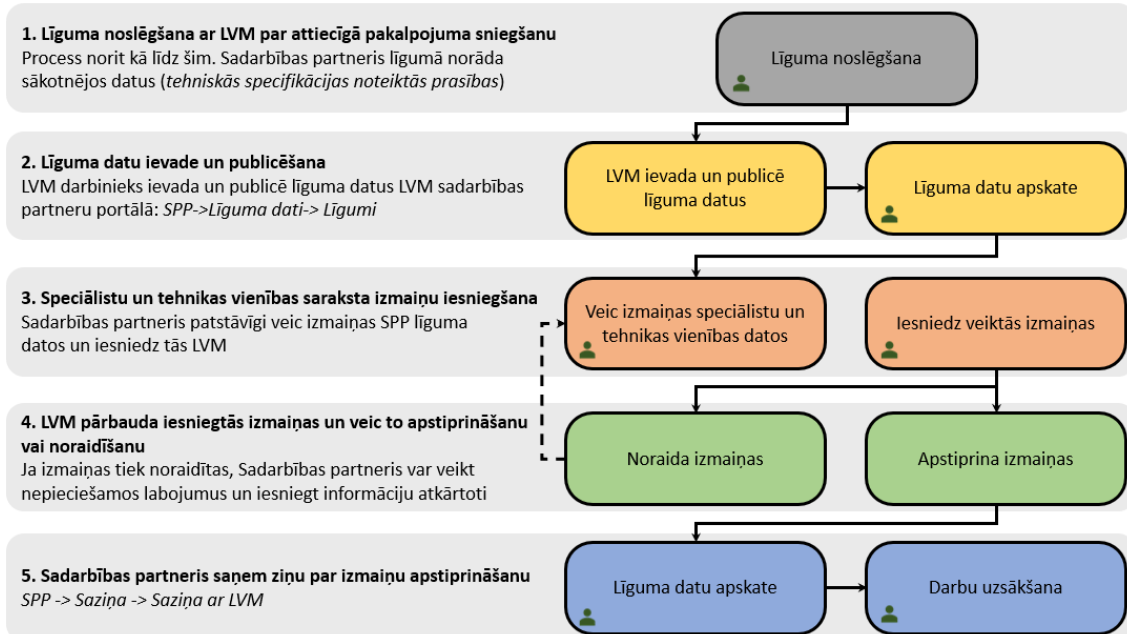 1. Līguma noslēgšana ar LVM par attiecīgā pakalpojuma sniegšanu
Process norit kā līdz šim. Sadarbības partneris līgumā norāda
sākotnējos datus (tehniskās specifikācijas noteiktās prasības)
Līguma noslēgšana
2. Līguma datu ievade un publicēšana
LVM darbinieks ievada un publicē līguma datus LVM sadarbības
partneru portālā: SPP->Līguma dati-> Līgumi
LVM ievada un publicē
līguma datus
Līguma datu apskate
3. Speciālistu un tehnikas vienības saraksta izmaiņu iesniegšana
Sadarbības partneris patstāvīgi veic izmaiņas SPP līguma
datos un iesniedz tās LVM
Veic izmaiņas speciālistu un
tehnikas vienības datos
Iesniedz veiktās izmaiņas
4. LVM pārbauda iesniegtās izmaiņas un veic to apstiprināšanu
vai noraidīšanu
Ja izmaiņas tiek noraidītas, Sadarbības partneris var veikt
nepieciešamos labojumus un iesniegt informāciju atkārtoti
Noraida izmaiņas
Apstiprina izmaiņas
5. Sadarbības partneris saņem ziņu par izmaiņu apstiprināšanu
SPP -> Saziņa -> Saziņa ar LVM
Līguma datu apskate
Darbu uzsākšana